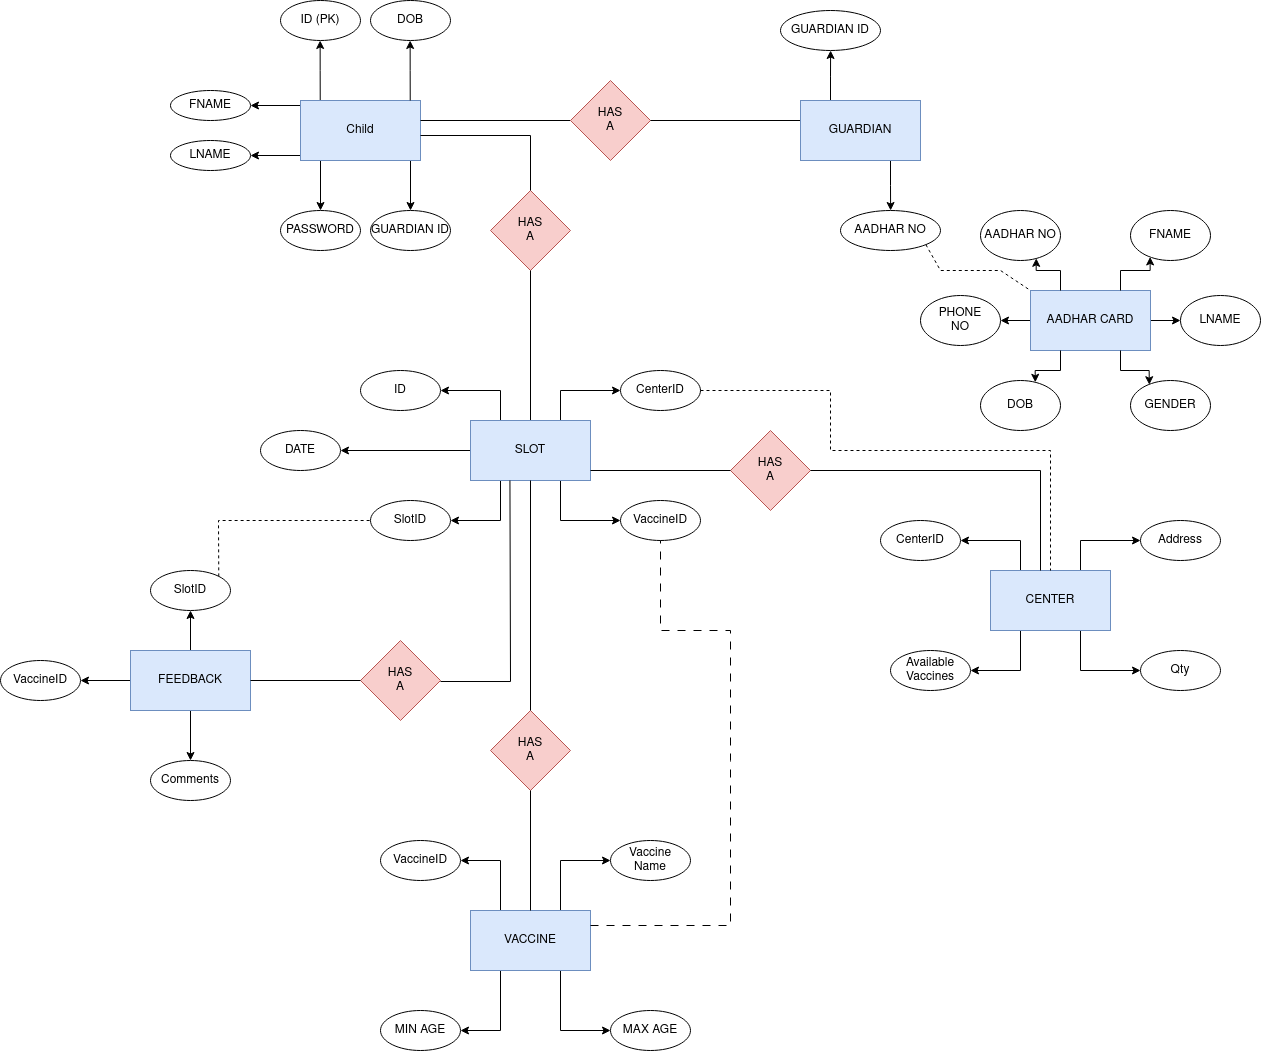 ID (PK)
DOB
GUARDIAN ID
FNAME
Child
HAS
A
GUARDIAN
LNAME
PASSWORD
GUARDIAN ID
HAS
A
AADHAR NO
AADHAR NO
FNAME
PHONE
NO
AADHAR CARD
LNAME
DOB
GENDER
ID
CenterID
DATE
SLOT
HAS
A
SlotID
VaccineID
CenterID
Address
SlotID
CENTER
VaccineID
FEEDBACK
HAS
A
Available
Vaccines
Qty
HAS
A
Comments
VaccineID
Vaccine
Name
VACCINE
MIN AGE
MAX AGE